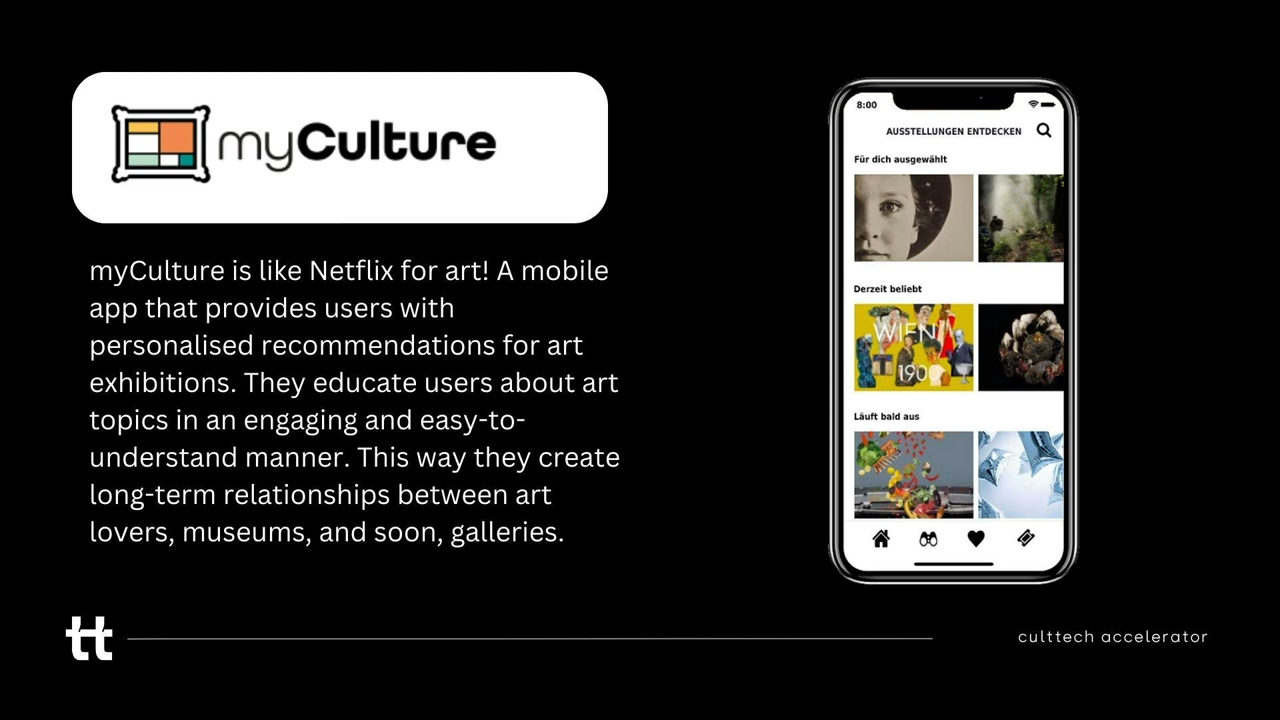 myCulture
myCulture is like Netflix for art! A mobile
app that provides users with
personalised recommendations for art
exhibitions. They educate users about art
topics in an engaging and easy-to-
understand manner. This way they create
long-term relationships between art
lovers, museums, and soon, galleries.
8:00
AUSSTELLUNGEN ENTDECKEN
Für dich ausgewählt
Derzeit beliebt
WIEN
1900
Läuft bald aus
tt
culttech accelerator